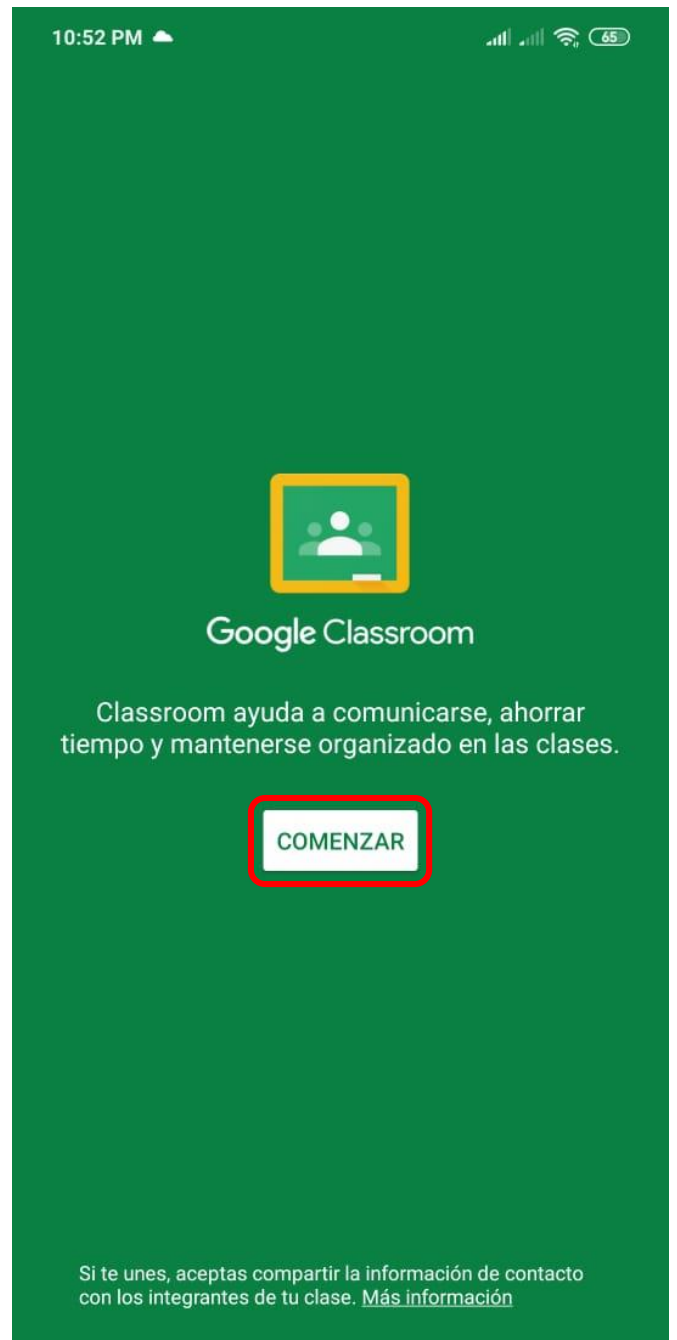 10:52 PM
65
Google Classroom
Classroom ayuda a comunicarse, ahorrar
tiempo y mantenerse organizado en las clases.
COMENZAR
Si te unes, aceptas compartir la información de contacto
con los integrantes de tu clase. Más información